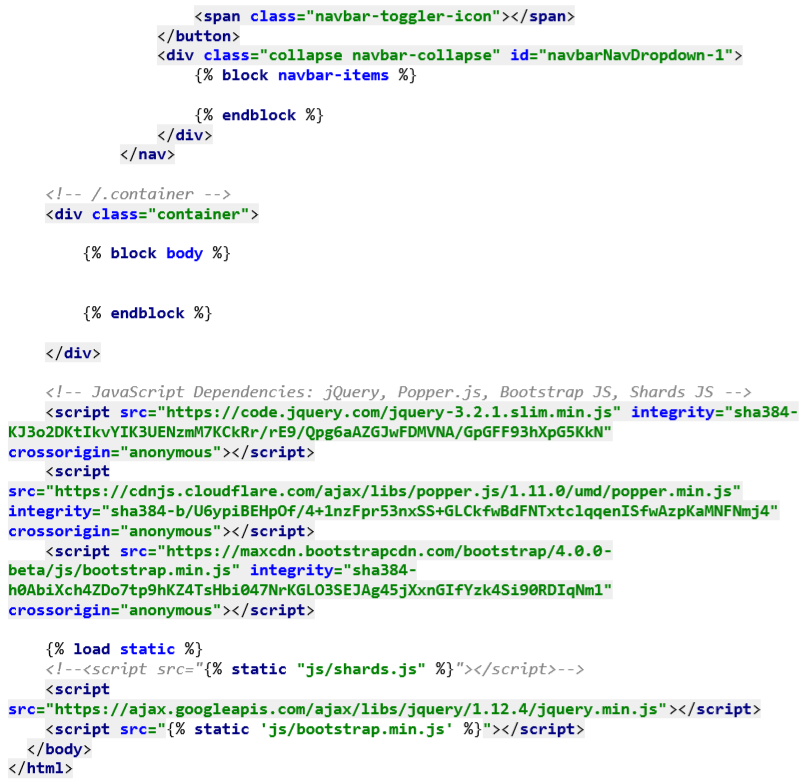 <span class="navbar-toggler-icon"></span>
</button>
<div class="collapse navbar-collapse" id="navbarNavDropdown-1">
{% block navbar-items %}
{% endblock %}
</div>
</nav>
<!-- /.container -->
<div class="container">
{% block body %}
{% endblock %}
</div>
<!-- JavaScript Dependencies: jQuery, Popper.js, Bootstrap JS, Shards JS -->
<script src="https://code.jquery.com/jquery-3.2.1.slim.min.js" integrity="sha384-
KJ3o2DKtIkvYIK3UENzmM7KCkRr/rE9/Qpg6aAZGJwFDMVNA/GpGFF93hXpG5KkN"
crossorigin="anonymous"></script>
<script
src="https://cdnjs.cloudflare.com/ajax/libs/popper.js/1.11.0/umd/popper.min.js"
integrity="sha384-b/U6ypiBEHpOf/4+1nzFpr53nxSS+GLCkfwBdFNTxtclqqenISfwAzpKaMNFNmj4"
crossorigin="anonymous"></script>
<script src="https://maxcdn.bootstrapcdn.com/bootstrap/4.0.0-
beta/js/bootstrap.min.js" integrity="sha384-
h0AbiXch4ZDo7tp9hKZ4TsHbi047NrKGLO3SEJAg45jXxnGIfYzk4Si90RDIqNm1"
crossorigin="anonymous"></script>
{% load static %}
<!--<script src="{% static "js/shards.js" %}"></script>-->
<script
src="https://ajax.googleapis.com/ajax/libs/jquery/1.12.4/jquery.min.js"></script>
<script src="{% static 'js/bootstrap.min.js' %}"></script>
</body>
</html>